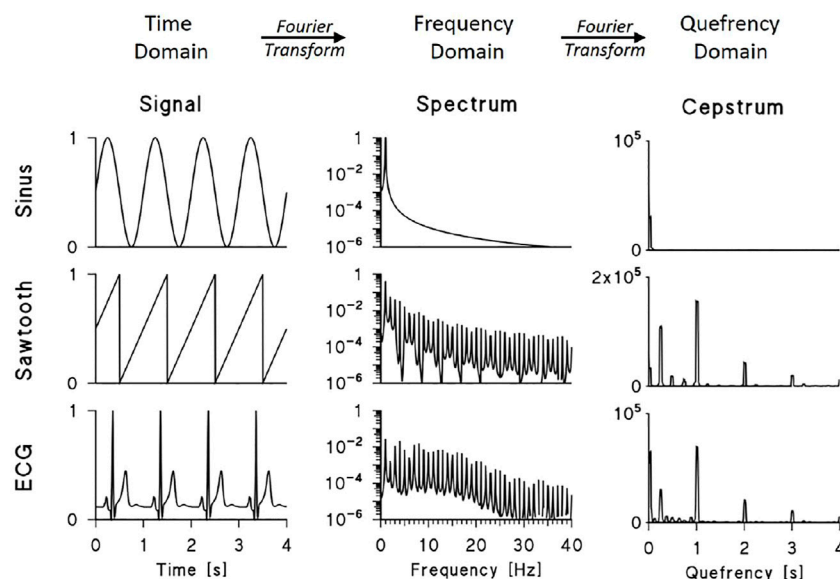 Time Domain
Fourier Transform
Frequency Domain
Fourier Transform
Quefrency Domain
Signal
Spectrum
Cepstrum
Sinus
1
0
1
10-2
10-4
10-6
10^5
0
Sawtooth
1
0
1
10-2
10-4
10-6
2x10^5
0
ECG
1
0
0 1 2 3 4
Time [s]
1
10-2
10-4
10-6
0 10 20 30 40
Frequency [Hz]
10^5
0
0 1 2 3 4
Quefrency [s]